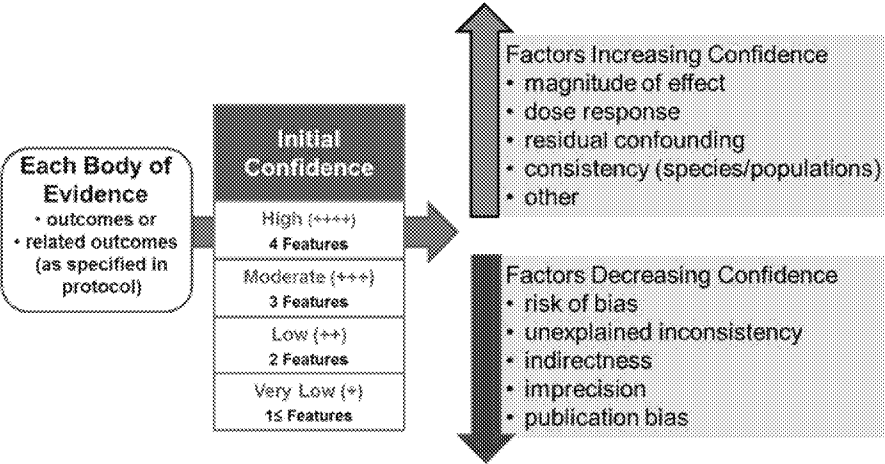 Each Body of
Evidence
• outcomes or
• related outcomes
(as specified in
protocol)
Initial
Confidence
High (++++)
4 Features
Moderate (+++)
3 Features
Low (++)
2 Features
Very Low (+)
1≤ Features
Factors Increasing Confidence
• magnitude of effect
• dose response
• residual confounding
• consistency (species/populations)
• other
Factors Decreasing Confidence
• risk of bias
• unexplained inconsistency
• indirectness
• imprecision
• publication bias